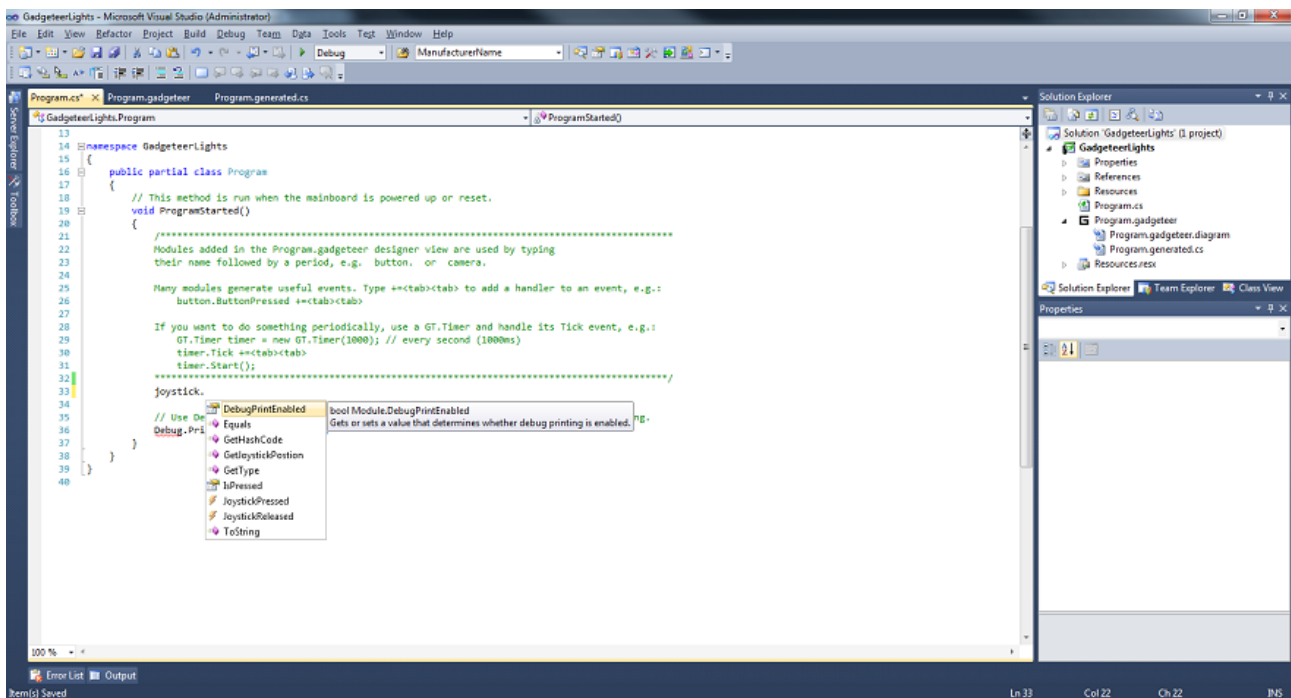 GadgeteerLights - Microsoft Visual Studio (Administrator)
File Edit View Refactor Project Build Debug Team Data Tools Test Window Help
Debug ManufacturerName
Program.cs* Program.gadgeteer Program.generated.cs
GadgeteerLights.Program ProgramStarted()
Server Explorer
Toolbox
13
14 namespace GadgeteerLights
15 {
16 public partial class Program
17 {
18 // This method is run when the mainboard is powered up or reset.
19 void ProgramStarted()
20 {
21 /*******************************************************************************************
22 Modules added in the Program.gadgeteer designer view are used by typing
23 their name followed by a period, e.g. button. or camera.
24
25 Many modules generate useful events. Type +=<tab><tab> to add a handler to an event, e.g.:
26 button.ButtonPressed +=<tab><tab>
27
28 If you want to do something periodically, use a GT.Timer and handle its Tick event, e.g.:
29 GT.Timer timer = new GT.Timer(1000); // every second (1000ms)
30 timer.Tick +=<tab><tab>
31 timer.Start();
32 *******************************************************************************************/
33 joystick.
34
35 // Use De ng.
36 Debug.Pri
37 }
38 }
39 }
40
DebugPrintEnabled
Equals
GetHashCode
GetJoystickPostion
GetType
IsPressed
JoystickPressed
JoystickReleased
ToString
bool Module.DebugPrintEnabled
Gets or sets a value that determines whether debug printing is enabled.
100 %
Solution Explorer
Solution 'GadgeteerLights' (1 project)
GadgeteerLights
Properties
References
Resources
Program.cs
Program.gadgeteer
Program.gadgeteer.diagram
Program.generated.cs
Resources.resx
Solution Explorer Team Explorer Class View
Properties
Error List Output
Item(s) Saved Ln 33 Col 22 Ch 22 INS